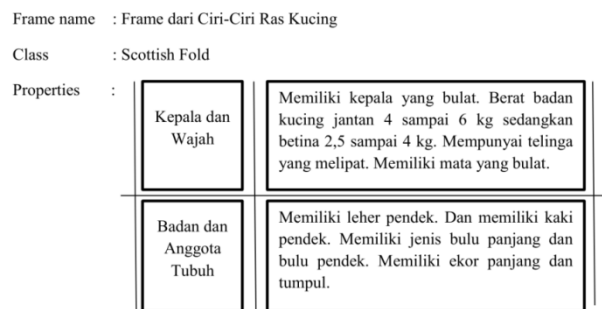 Frame name : Frame dari Ciri-Ciri Ras Kucing
Class : Scottish Fold
Properties :
Kepala dan
Wajah
Memiliki kepala yang bulat. Berat badan
kucing jantan 4 sampai 6 kg sedangkan
betina 2,5 sampai 4 kg. Mempunyai telinga
yang melipat. Memiliki mata yang bulat.
Badan dan
Anggota
Tubuh
Memiliki leher pendek. Dan memiliki kaki
pendek. Memiliki jenis bulu panjang dan
bulu pendek. Memiliki ekor panjang dan
tumpul.